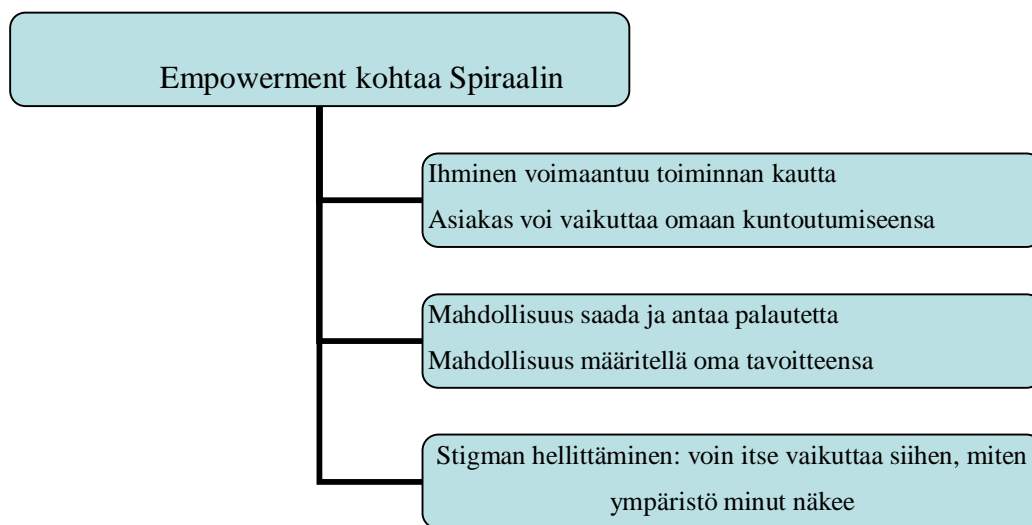 Empowerment kohtaa Spiraalin
Ihminen voimaantuu toiminnan kautta
Asiakas voi vaikuttaa omaan kuntoutumiseensa
Mahdollisuus saada ja antaa palautetta
Mahdollisuus määritellä oma tavoitteensa
Stigman hellittäminen: voin itse vaikuttaa siihen, miten
ympäristö minut näkee